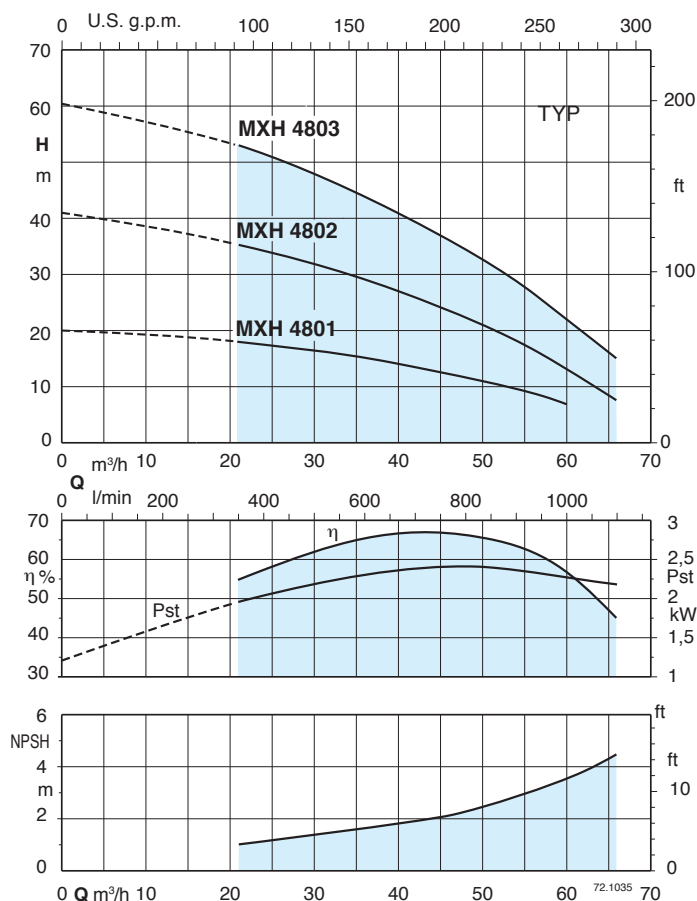 0 U.S. g.p.m. 100 150 200 250 300
70
60
H
m
40
30
20
10
0
TYP
MXH 4803
MXH 4802
MXH 4801
200
ft
100
0
0 m³/h 10 20 30 40 50 60 70
Q
0 l/min 200 400 600 800 1000
70
60
η %
50
40
30
η
Pst
3
2,5
Pst
2
kW
1,5
1
6
NPSH
4
m
2
0
ft
ft
10
0
72.1035
0 Q m³/h 10 20 30 40 50 60 70